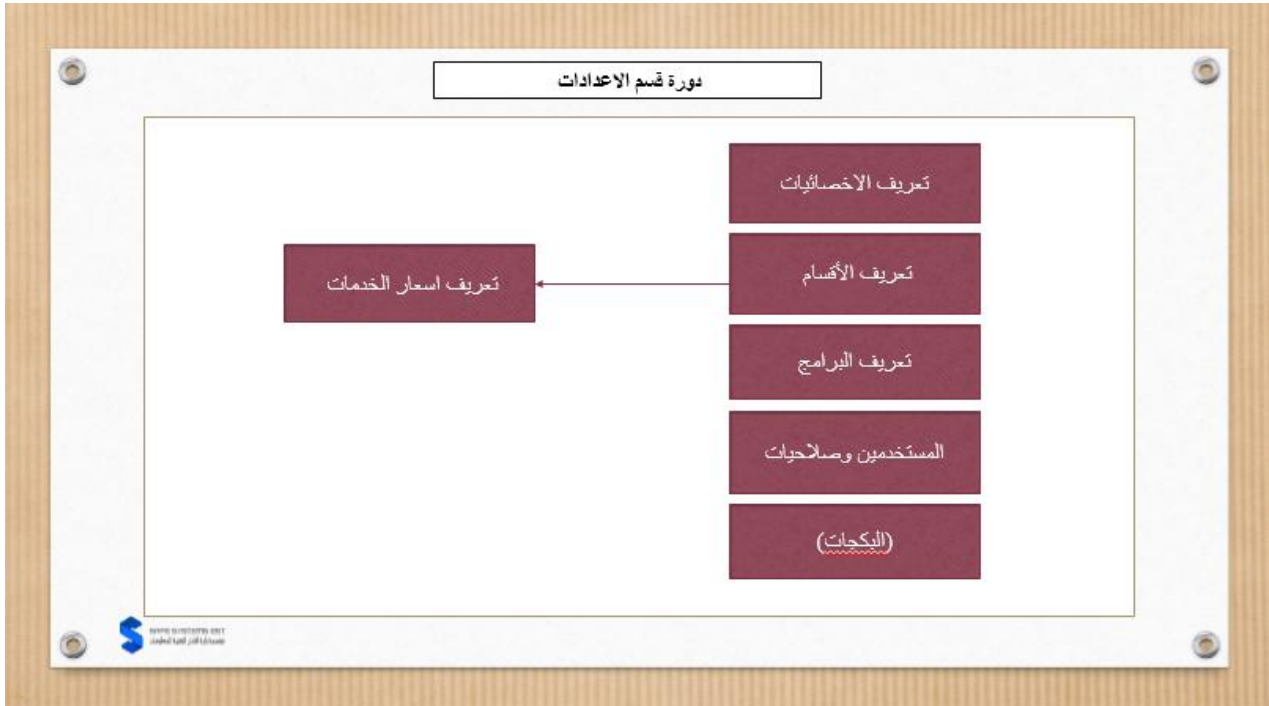 دورة قسم الاعدادات
تعريف الاخصائيات
تعريف الأقسام
تعريف اسعار الخدمات
تعريف البرامج
المستخدمين وصلاحيات
(البكجات)